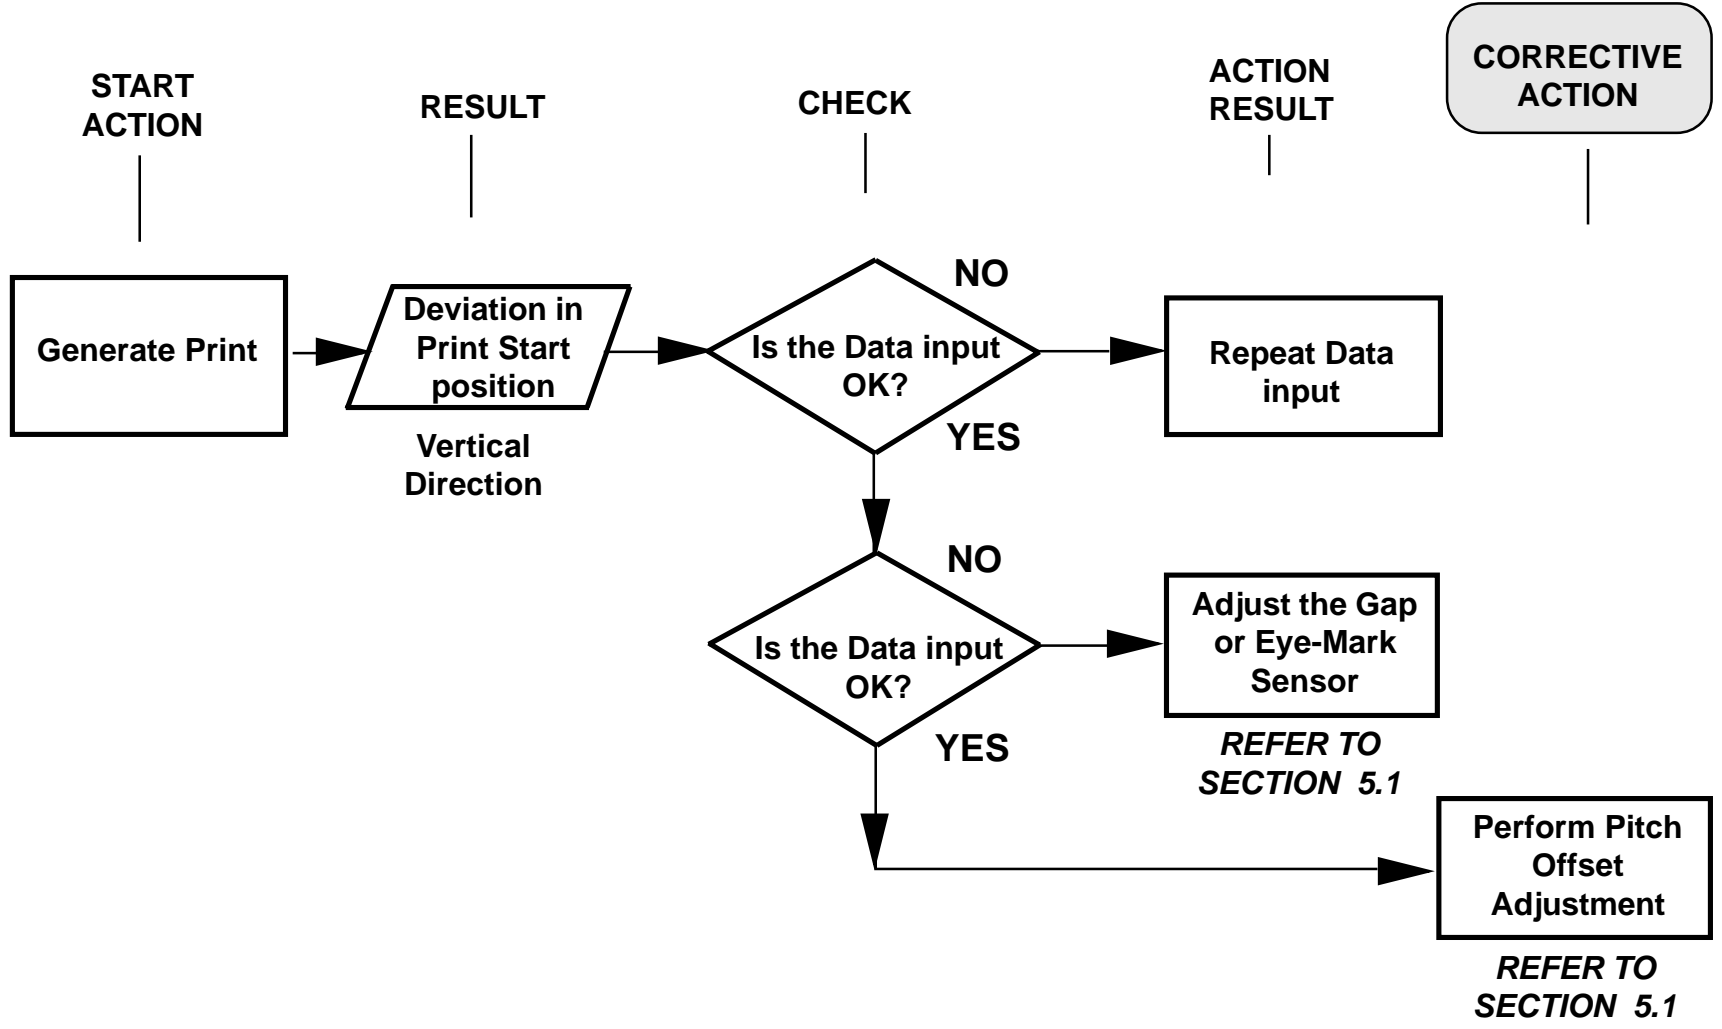 START
ACTION
RESULT
CHECK
ACTION
RESULT
CORRECTIVE
ACTION
Generate Print
Deviation in
Print Start
position
Vertical
Direction
Is the Data input
OK?
NO
YES
Repeat Data
input
Is the Data input
OK?
NO
YES
Adjust the Gap
or Eye-Mark
Sensor
REFER TO
SECTION 5.1
Perform Pitch
Offset
Adjustment
REFER TO
SECTION 5.1